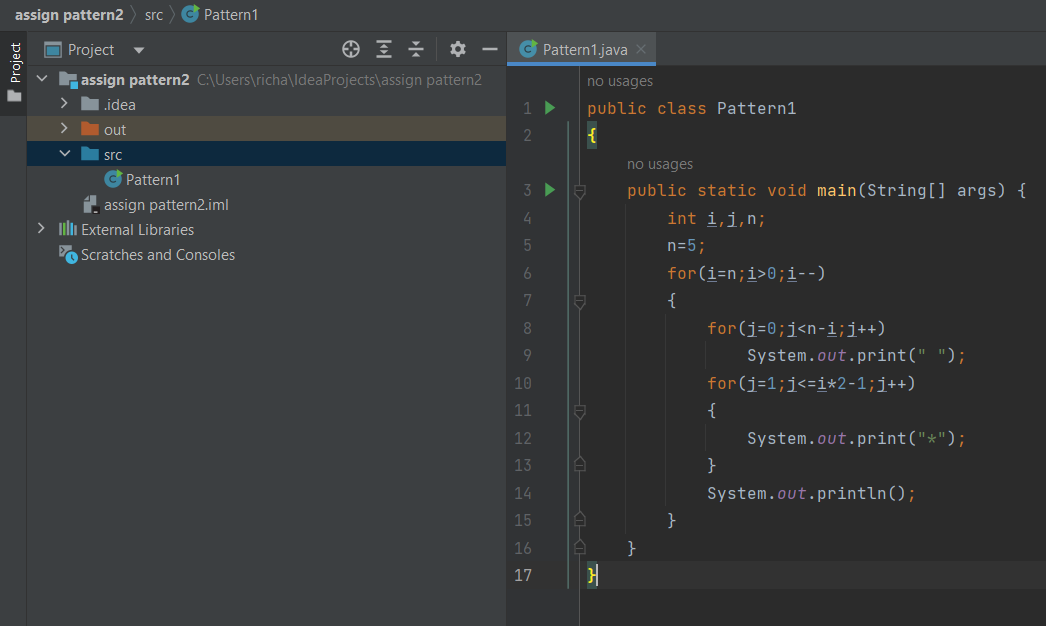 assign pattern2 src Pattern1
Project
Project
Pattern1.java
assign pattern2 C:\Users\richa\IdeaProjects\assign pattern2
.idea
out
src
Pattern1
assign pattern2.iml
External Libraries
Scratches and Consoles
no usages
1 public class Pattern1
2 {
no usages
3 public static void main(String[] args) {
4 int i,j,n;
5 n=5;
6 for(i=n;i>0;i--)
7 {
8 for(j=0;j<n-i;j++)
9 System.out.print(" ");
10 for(j=1;j<=i*2-1;j++)
11 {
12 System.out.print("*");
13 }
14 System.out.println();
15 }
16 }
17 }